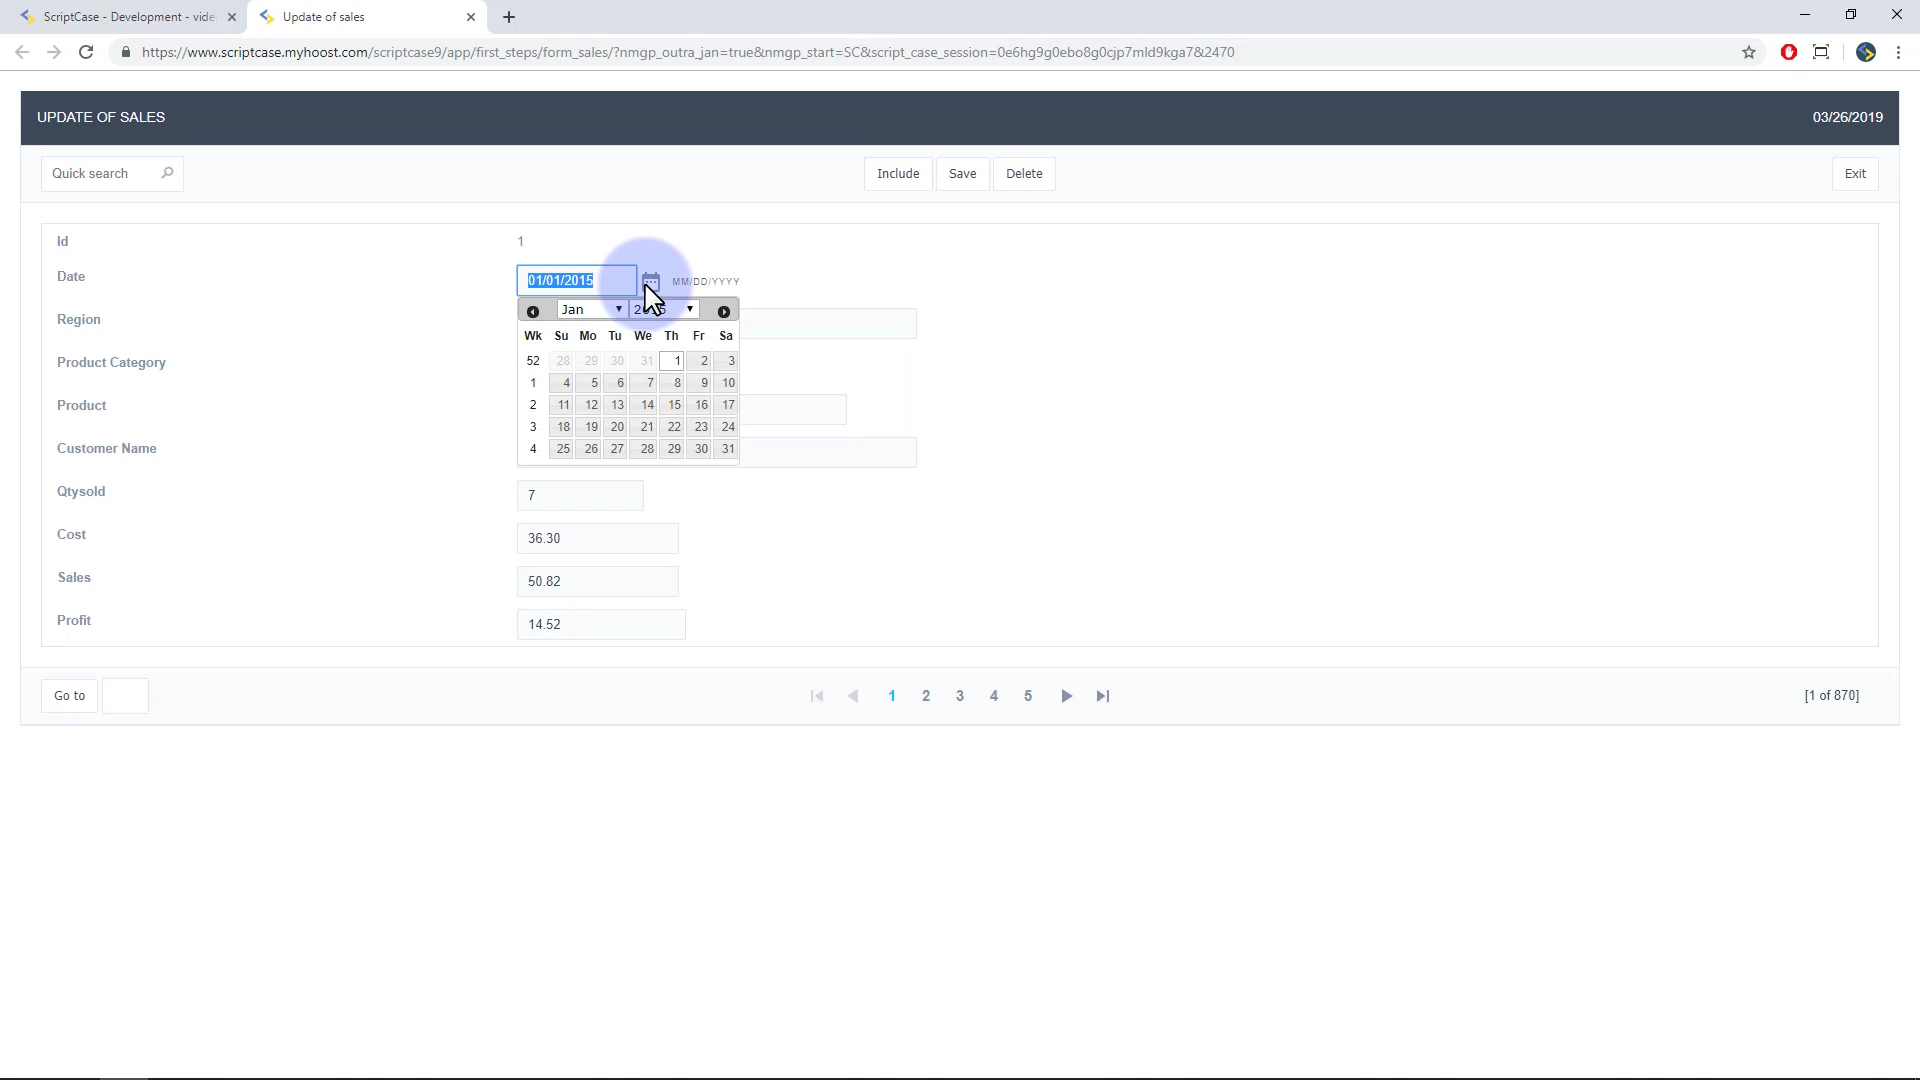 ScriptCase - Development - vide
Update of sales
https://www.scriptcase.myhoost.com/scriptcase9/app/first_steps/form_sales/?nmgp_outra_jan=true&nmgp_start=SC&script_case_session=0e6hg9g0ebo8g0cjp7mld9kga7&2470
UPDATE OF SALES 03/26/2019
Quick search Include Save Delete Exit
Id 1
Date 01/01/2015 MM/DD/YYYY
Jan 2015
Region
Wk Su Mo Tu We Th Fr Sa
52 28 29 30 31 1 2 3
Product Category
1 4 5 6 7 8 9 10
2 11 12 13 14 15 16 17
Product
3 18 19 20 21 22 23 24
4 25 26 27 28 29 30 31
Customer Name
Qtysold 7
Cost 36.30
Sales 50.82
Profit 14.52
Go to 1 2 3 4 5 [1 of 870]